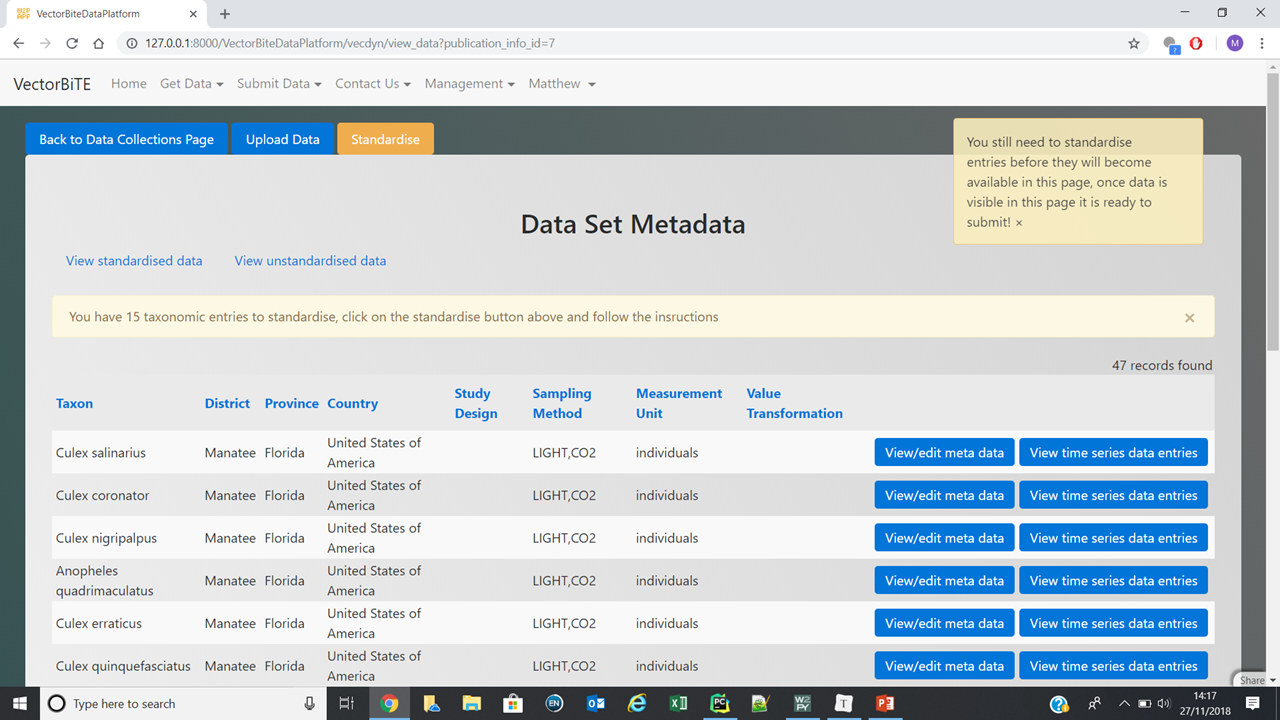 VectorBiteDataPlatform
127.0.0.1:8000/VectorBiteDataPlatform/vecdyn/view_data?publication_info_id=7
M
VectorBiTE Home Get Data Submit Data Contact Us Management Matthew
Back to Data Collections Page Upload Data Standardise
You still need to standardise
entries before they will become
available in this page, once data is
visible in this page it is ready to
submit! ×
Data Set Metadata
View standardised data View unstandardised data
You have 15 taxonomic entries to standardise, click on the standardise button above and follow the insructions ×
47 records found
Taxon District Province Country Study Design Sampling Method Measurement Unit Value Transformation
Culex salinarius Manatee Florida United States of America LIGHT,CO2 individuals View/edit meta data View time series data entries
Culex coronator Manatee Florida United States of America LIGHT,CO2 individuals View/edit meta data View time series data entries
Culex nigripalpus Manatee Florida United States of America LIGHT,CO2 individuals View/edit meta data View time series data entries
Anopheles quadrimaculatus Manatee Florida United States of America LIGHT,CO2 individuals View/edit meta data View time series data entries
Culex erraticus Manatee Florida United States of America LIGHT,CO2 individuals View/edit meta data View time series data entries
Culex quinquefasciatus Manatee Florida United States of America LIGHT,CO2 individuals View/edit meta data View time series data entries
Share
Type here to search
14:17
27/11/2018